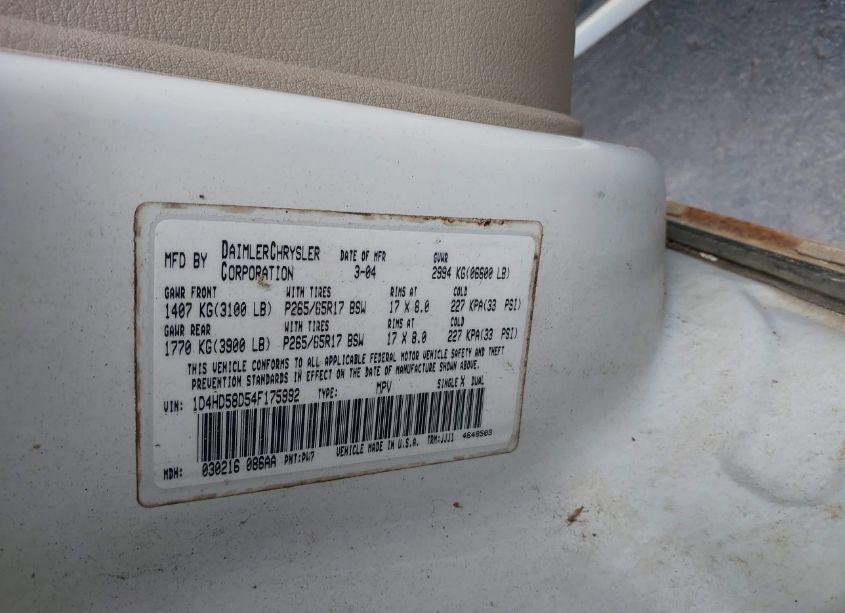 MFD BY DAIMLERCHRYSLER CORPORATION DATE OF MFR 3-04 GVWR 2994 KG(06600 LB)
GAWR FRONT WITH TIRES RIMS AT COLD
1407 KG(3100 LB) P265/65R17 BSW 17 X 8.0 227 KPA(33 PSI)
GAWR REAR WITH TIRES RIMS AT COLD
1770 KG(3900 LB) P265/65R17 BSW 17 X 8.0 227 KPA(33 PSI)
THIS VEHICLE CONFORMS TO ALL APPLICABLE FEDERAL MOTOR VEHICLE SAFETY AND THEFT
PREVENTION STANDARDS IN EFFECT ON THE DATE OF MANUFACTURE SHOWN ABOVE.
VIN: 1D4HD58D54F175992 TYPE: MPV SINGLE X DUAL
MDH: 030216 086AA PNT:PW7 VEHICLE MADE IN U.S.A. TRM:JJJ1 4648503